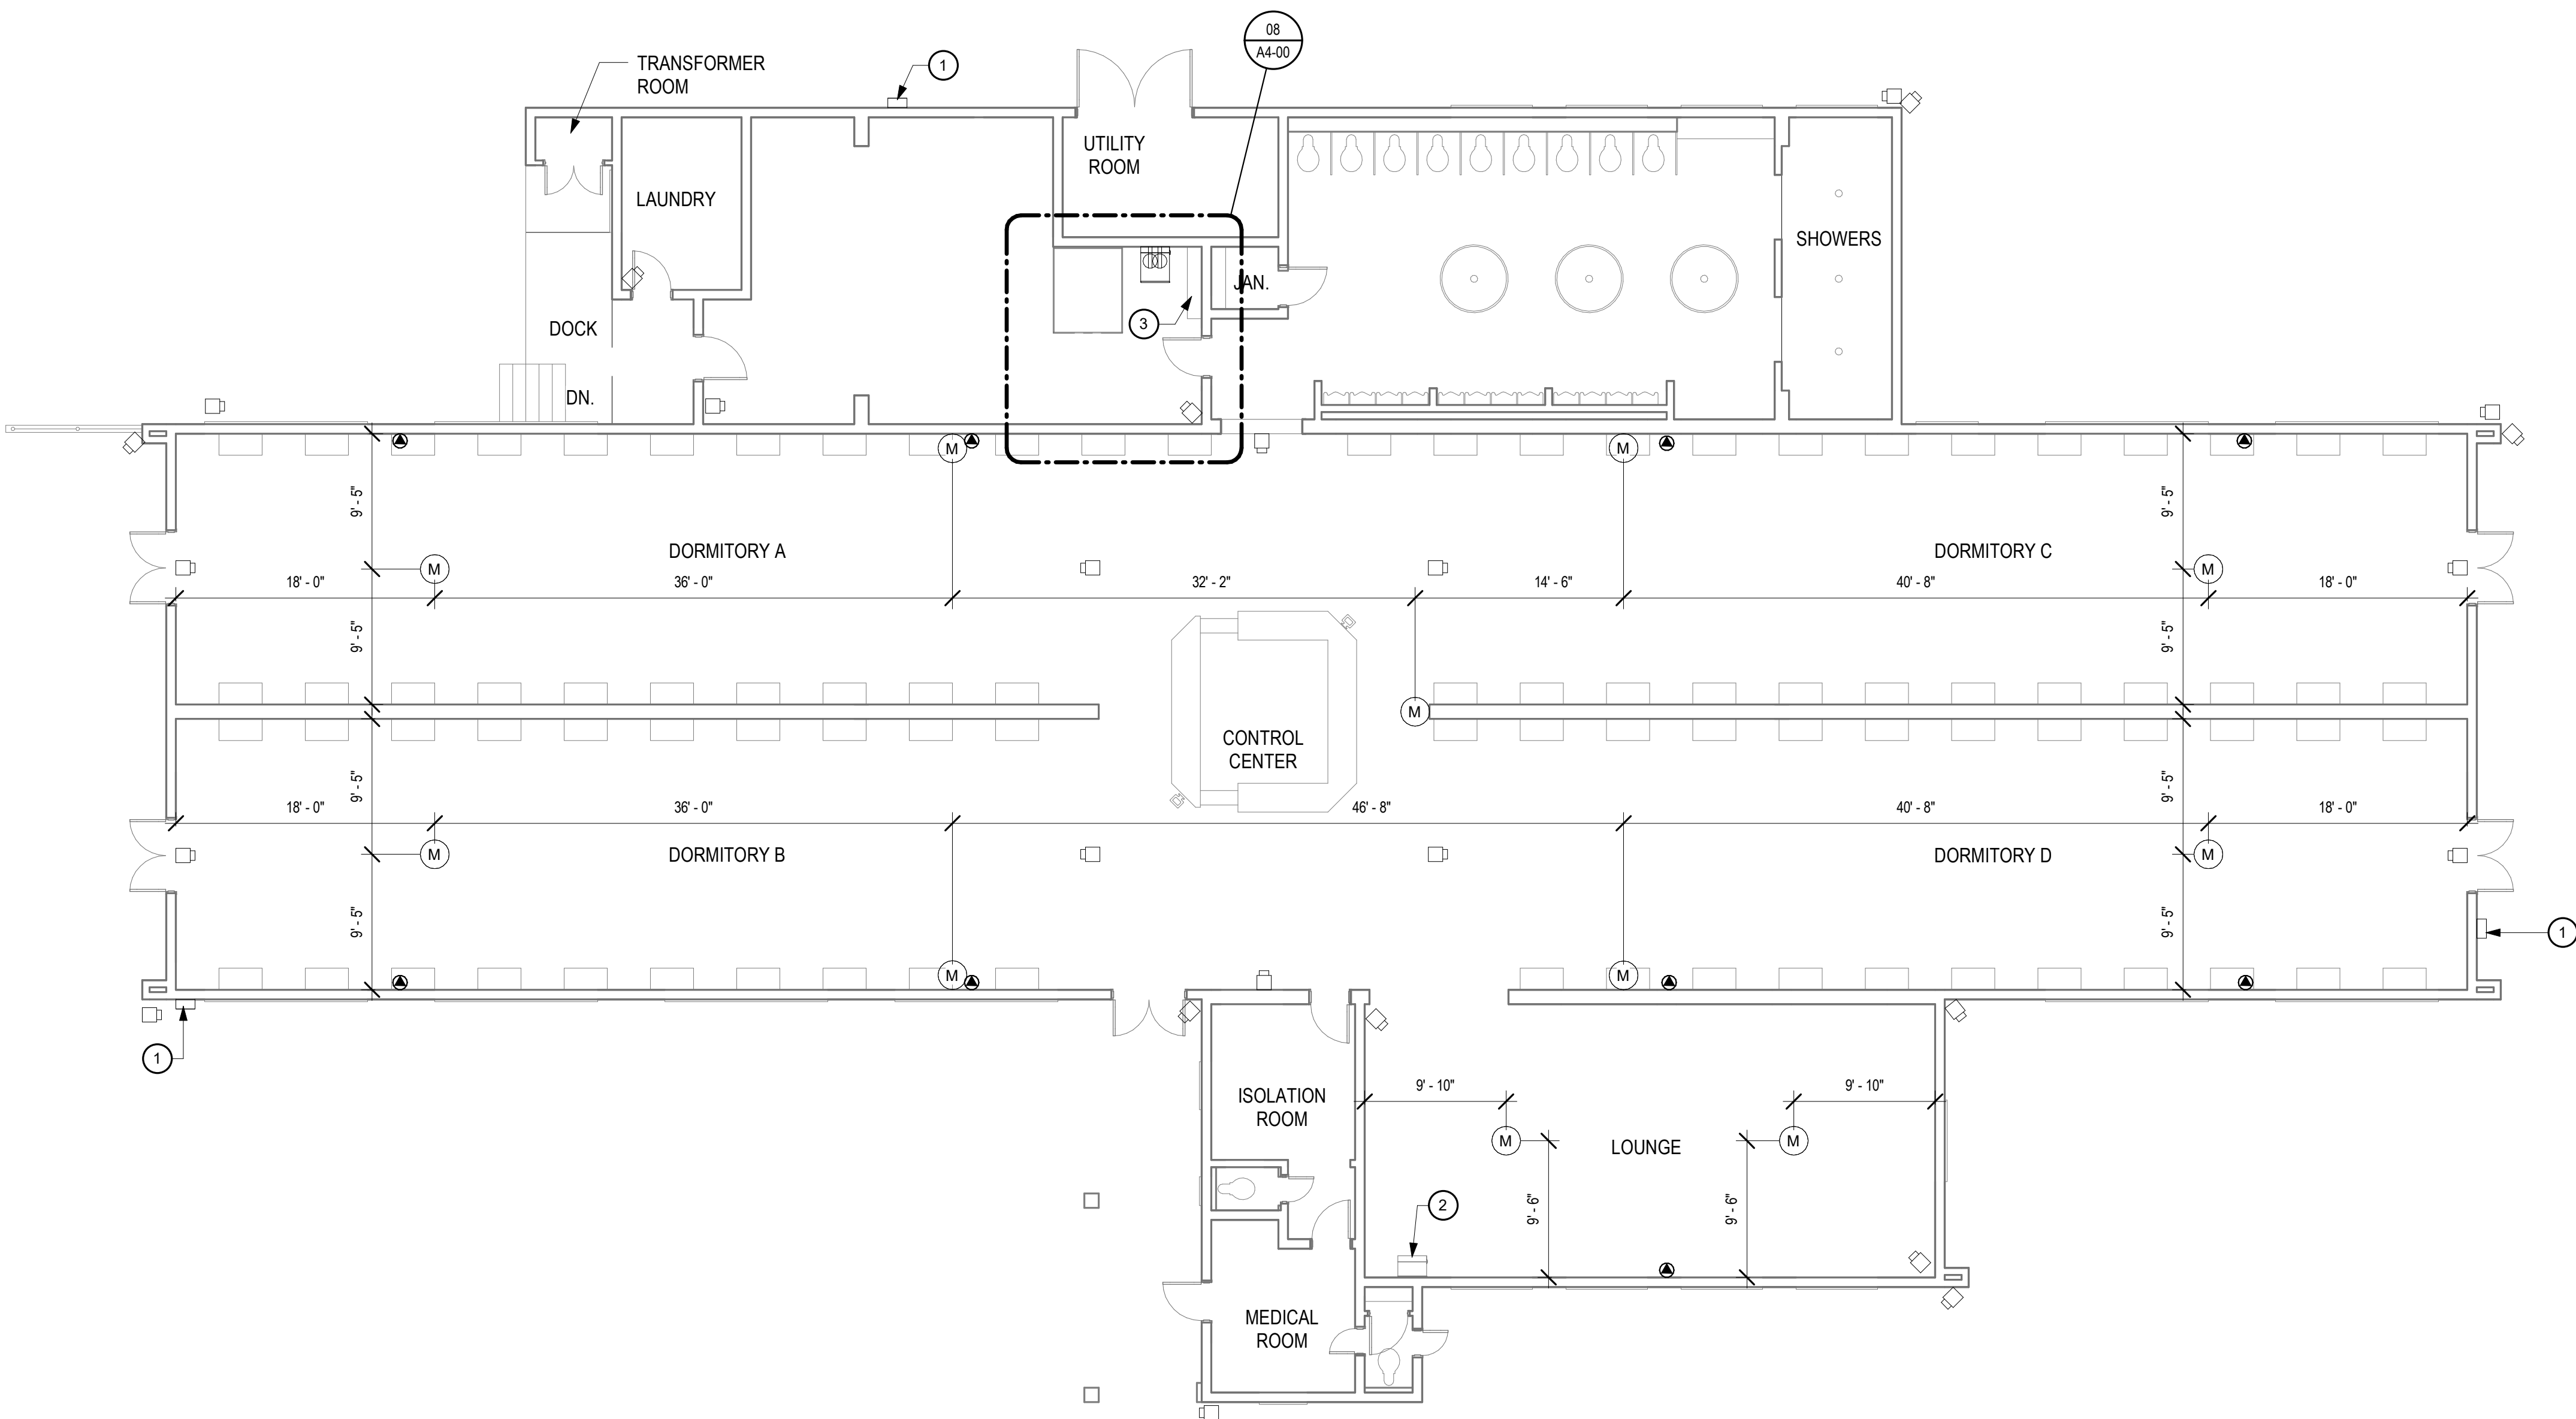 08
A4-00
TRANSFORMER
ROOM
1
UTILITY
ROOM
LAUNDRY
SHOWERS
JAN.
3
DOCK
DN.
M
M
9' - 5"
9' - 5"
DORMITORY A
DORMITORY C
M
M
18' - 0"
36' - 0"
32' - 2"
14' - 6"
40' - 8"
18' - 0"
9' - 5"
9' - 5"
M
CONTROL
CENTER
9' - 5"
9' - 5"
18' - 0"
36' - 0"
46' - 8"
40' - 8"
18' - 0"
M
DORMITORY B
DORMITORY D
M
9' - 5"
9' - 5"
1
M
M
1
9' - 10"
9' - 10"
ISOLATION
ROOM
M
LOUNGE
M
9' - 6"
9' - 6"
2
MEDICAL
ROOM